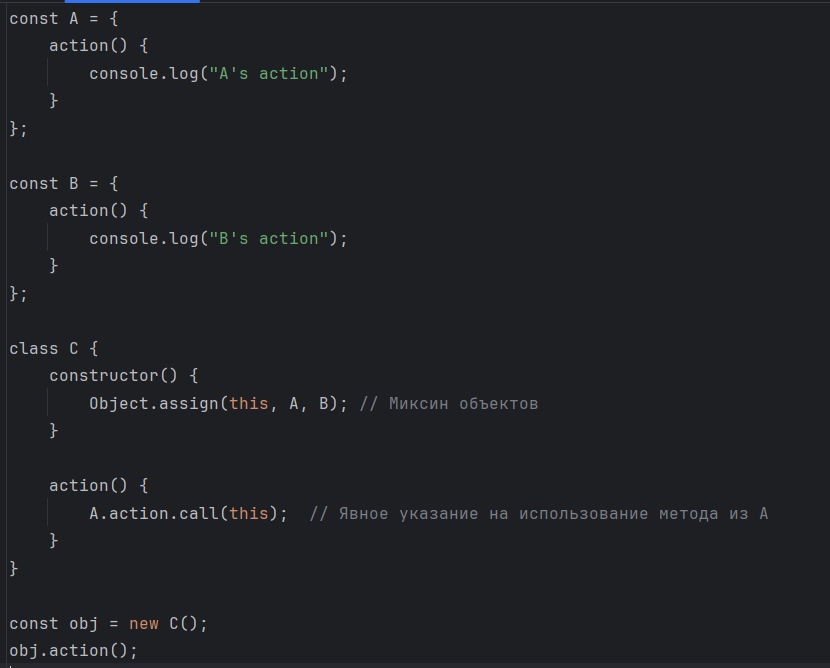 const A = {
    action() {
        console.log("A's action");
    }
};

const B = {
    action() {
        console.log("B's action");
    }
};

class C {
    constructor() {
        Object.assign(this, A, B); // Миксин объектов
    }

    action() {
        A.action.call(this);  // Явное указание на использование метода из A
    }
}

const obj = new C();
obj.action();